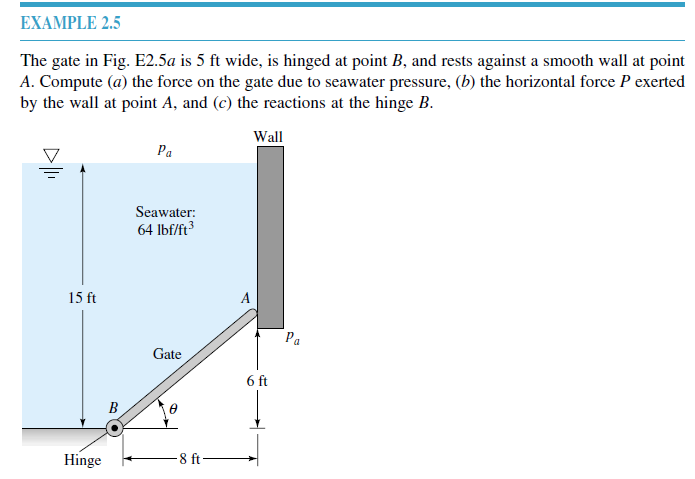 EXAMPLE 2.5
The gate in Fig. E2.5a is 5 ft wide, is hinged at point B, and rests against a smooth wall at point
A. Compute (a) the force on the gate due to seawater pressure, (b) the horizontal force P exerted
by the wall at point A, and (c) the reactions at the hinge B.
Wall
pa
Seawater:
64 lbf/ft³
15 ft
A
pa
Gate
6 ft
B
θ
8 ft
Hinge